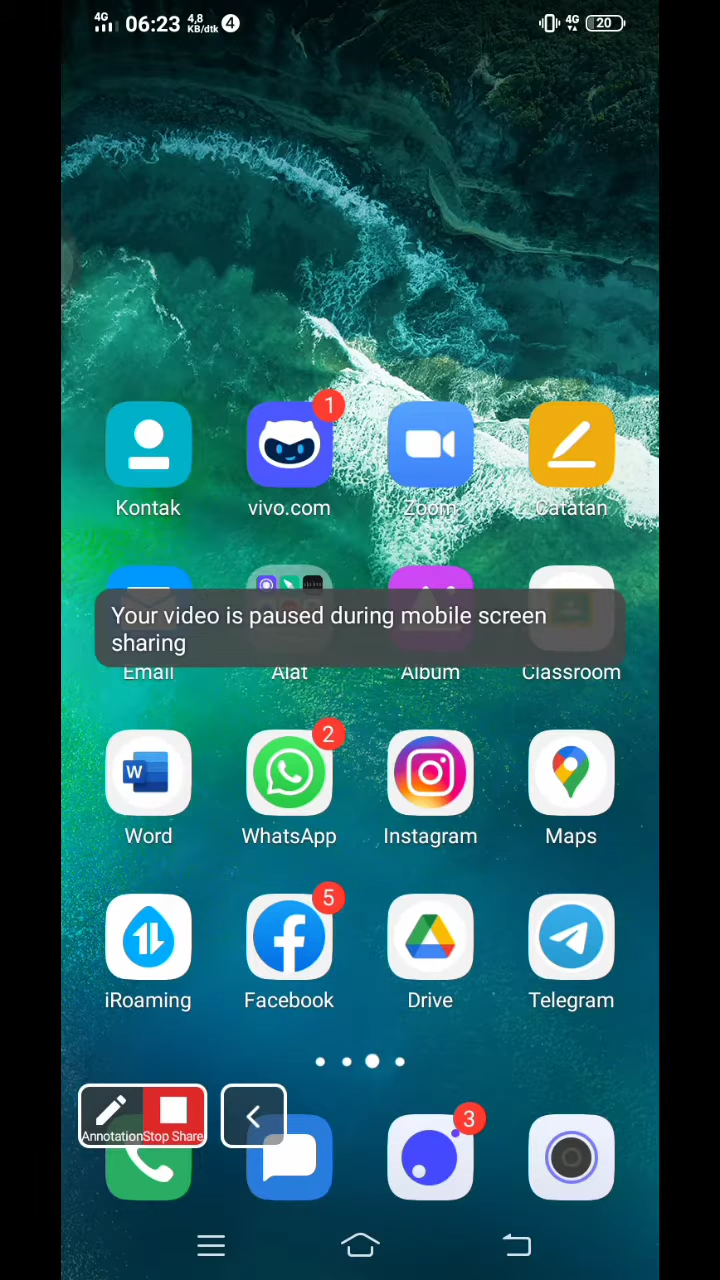 4G 06:23 4,8 KB/dtk 4 4G 20
1
Kontak vivo.com Zoom Catatan
Your video is paused during mobile screen
sharing
Email Alat Album Classroom
W 2
Word WhatsApp Instagram Maps
5
iRoaming Facebook Drive Telegram
Annotation Stop Share
3